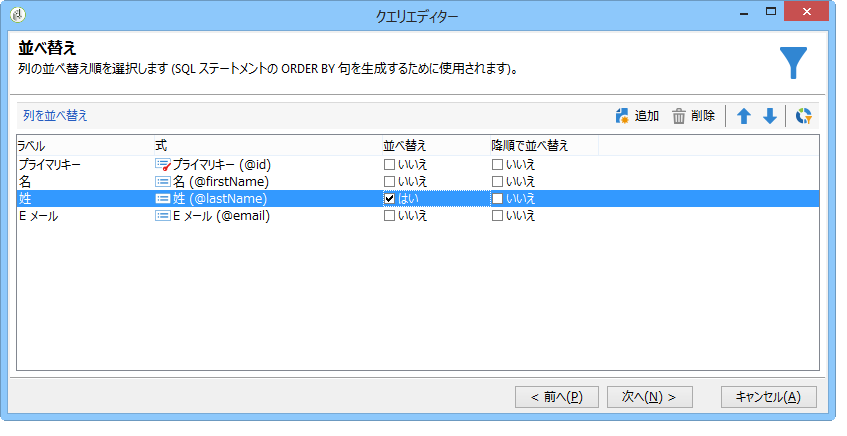 クエリエディター
並べ替え
列の並べ替え順を選択します (SQL ステートメントの ORDER BY 句を生成するために使用されます)。
列を並べ替え 追加 削除
ラベル 式 並べ替え 降順で並べ替え
プライマリキー プライマリキー (@id) いいえ いいえ
名 名 (@firstName) いいえ いいえ
姓 姓 (@lastName) はい いいえ
E メール E メール (@email) いいえ いいえ
< 前へ(P) 次へ(N) > キャンセル(A)